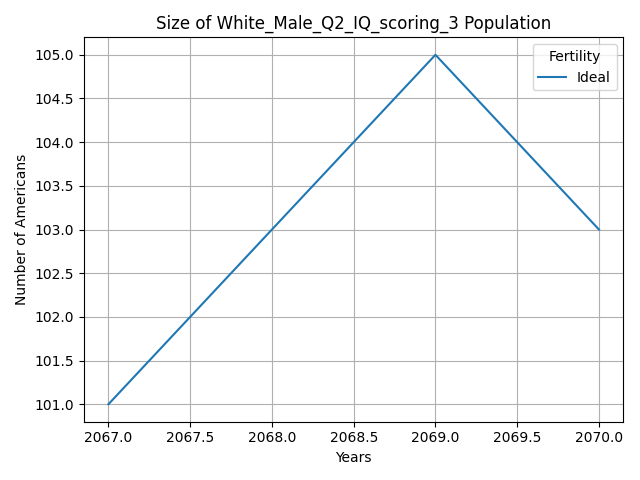 Size of White_Male_Q2_IQ_scoring_3 Population
Fertility
Ideal
105.0
104.5
104.0
103.5
103.0
102.5
102.0
101.5
101.0
Number of Americans
2067.0 2067.5 2068.0 2068.5 2069.0 2069.5 2070.0
Years